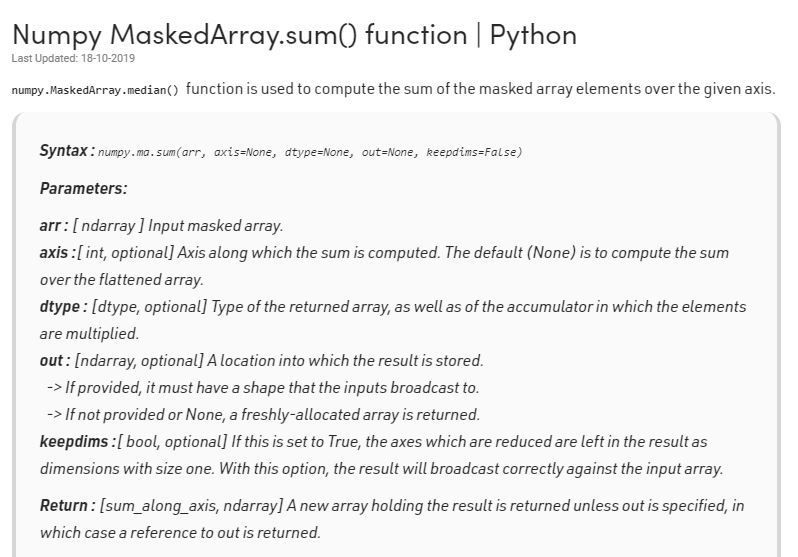 Numpy MaskedArray.sum() function | Python
Last Updated: 18-10-2019
numpy.MaskedArray.median() function is used to compute the sum of the masked array elements over the given axis.
Syntax : numpy.ma.sum(arr, axis=None, dtype=None, out=None, keepdims=False)
Parameters:
arr : [ ndarray ] Input masked array.
axis :[ int, optional] Axis along which the sum is computed. The default (None) is to compute the sum
over the flattened array.
dtype : [dtype, optional] Type of the returned array, as well as of the accumulator in which the elements
are multiplied.
out : [ndarray, optional] A location into which the result is stored.
-> If provided, it must have a shape that the inputs broadcast to.
-> If not provided or None, a freshly-allocated array is returned.
keepdims :[ bool, optional] If this is set to True, the axes which are reduced are left in the result as
dimensions with size one. With this option, the result will broadcast correctly against the input array.
Return : [sum_along_axis, ndarray] A new array holding the result is returned unless out is specified, in
which case a reference to out is returned.